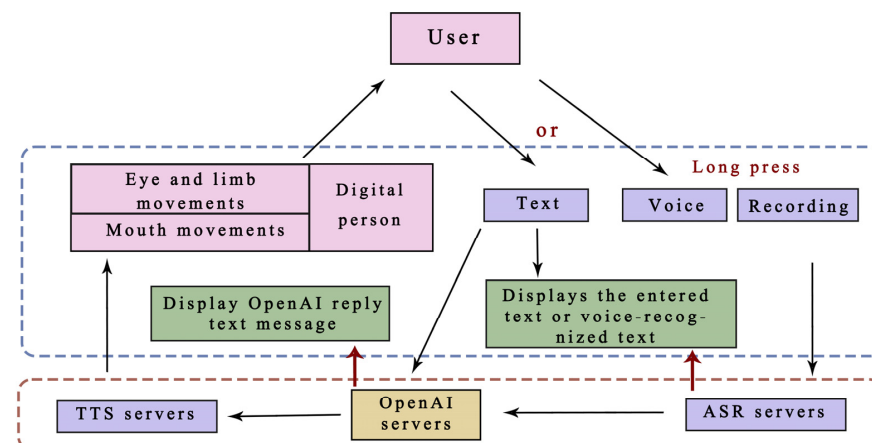 User
or
Long press
Eye and limb
movements
Mouth movements
Digital
person
Text
Voice
Recording
Display OpenAI reply
text message
Displays the entered
text or voice-recog-
nized text
TTS servers
OpenAI
servers
ASR servers